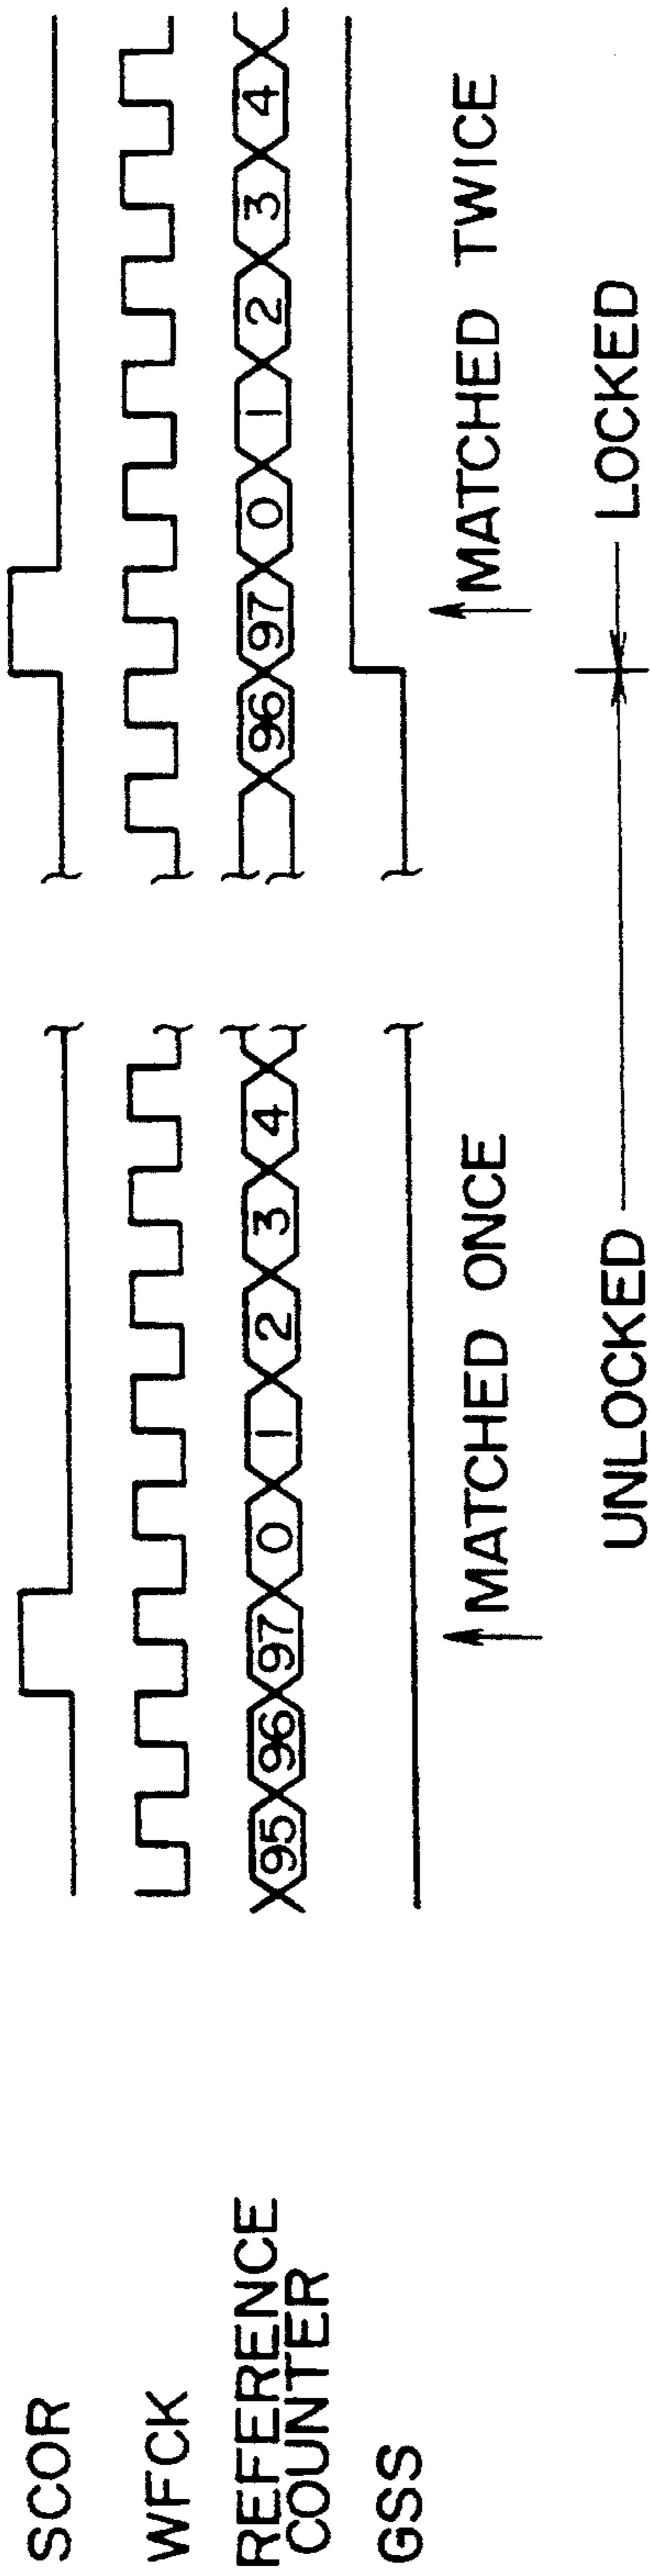 SCOR
WFCK
REFERENCE
COUNTER
95 96 97 0 1 2 3 4
96 97 0 1 2 3 4
GSS
MATCHED ONCE
MATCHED TWICE
UNLOCKED
LOCKED